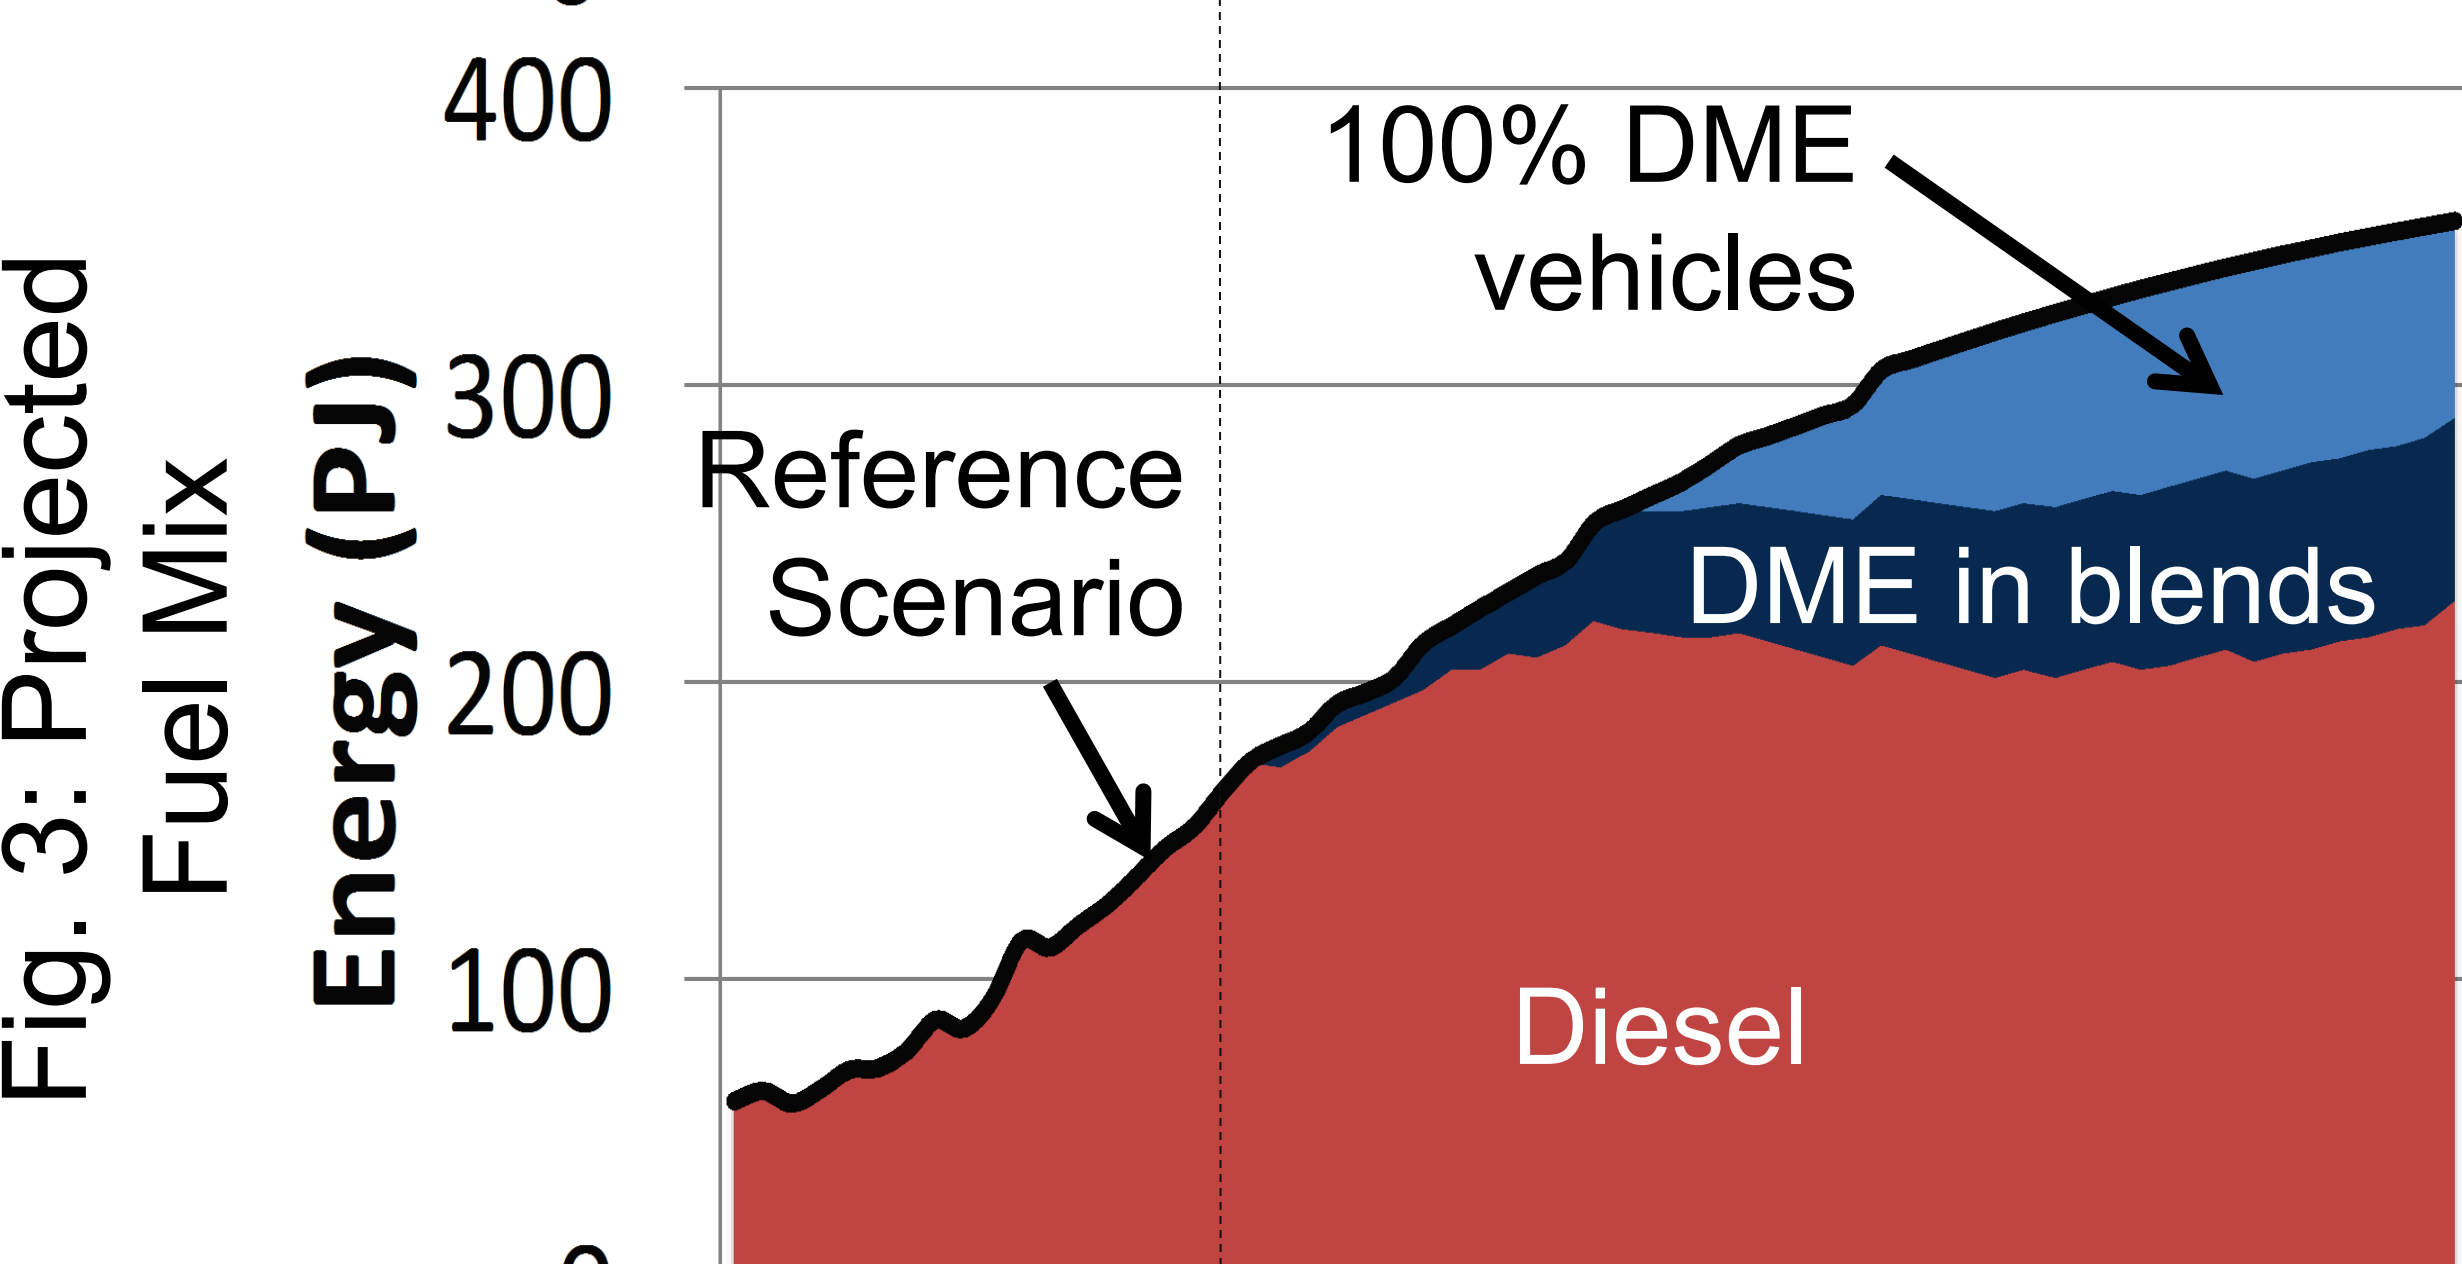 Fig. 3: Projected
Fuel Mix
Energy (PJ)
400
300
200
100
100% DME
vehicles
Reference
Scenario
DME in blends
Diesel